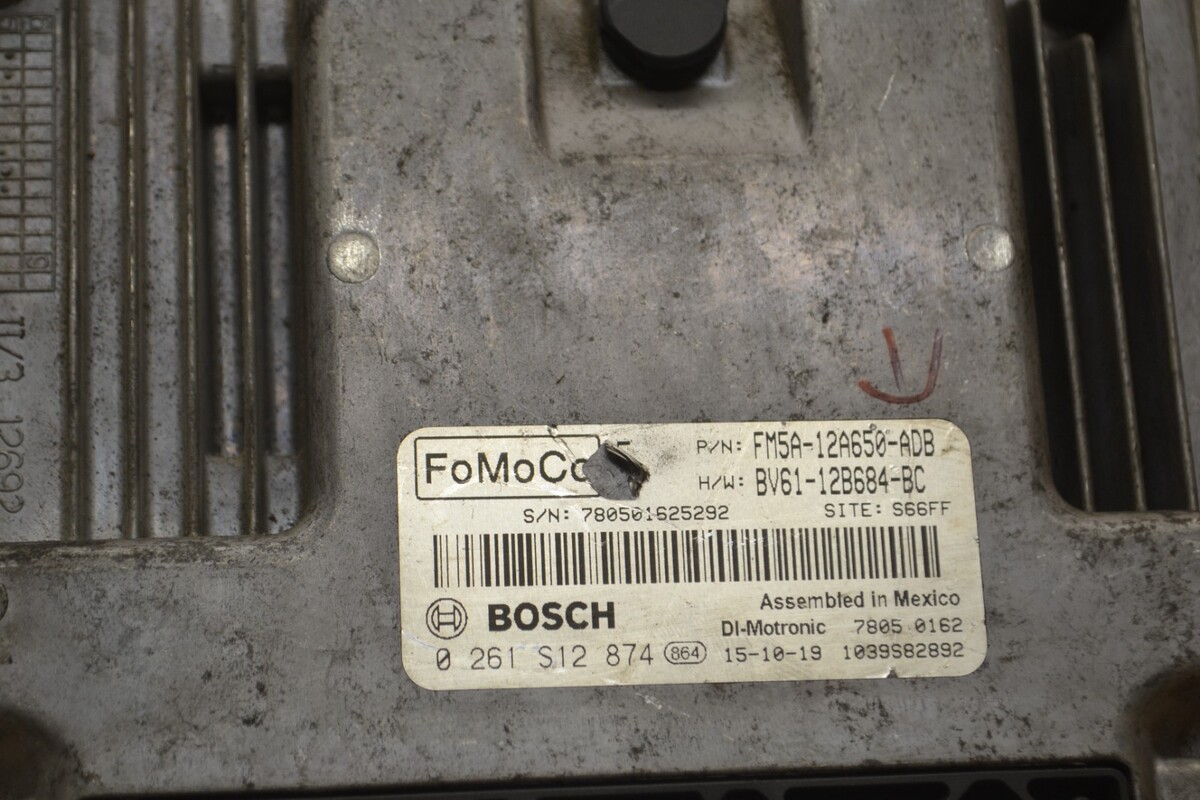 FoMoCo
P/N: FM5A-12A650-ADB
H/W: BV61-12B684-BC
S/N: 780501625292 SITE: S66FF
BOSCH
Assembled in Mexico
DI-Motronic 7805 0162
0 261 S12 874 864 15-10-19 1039S82892